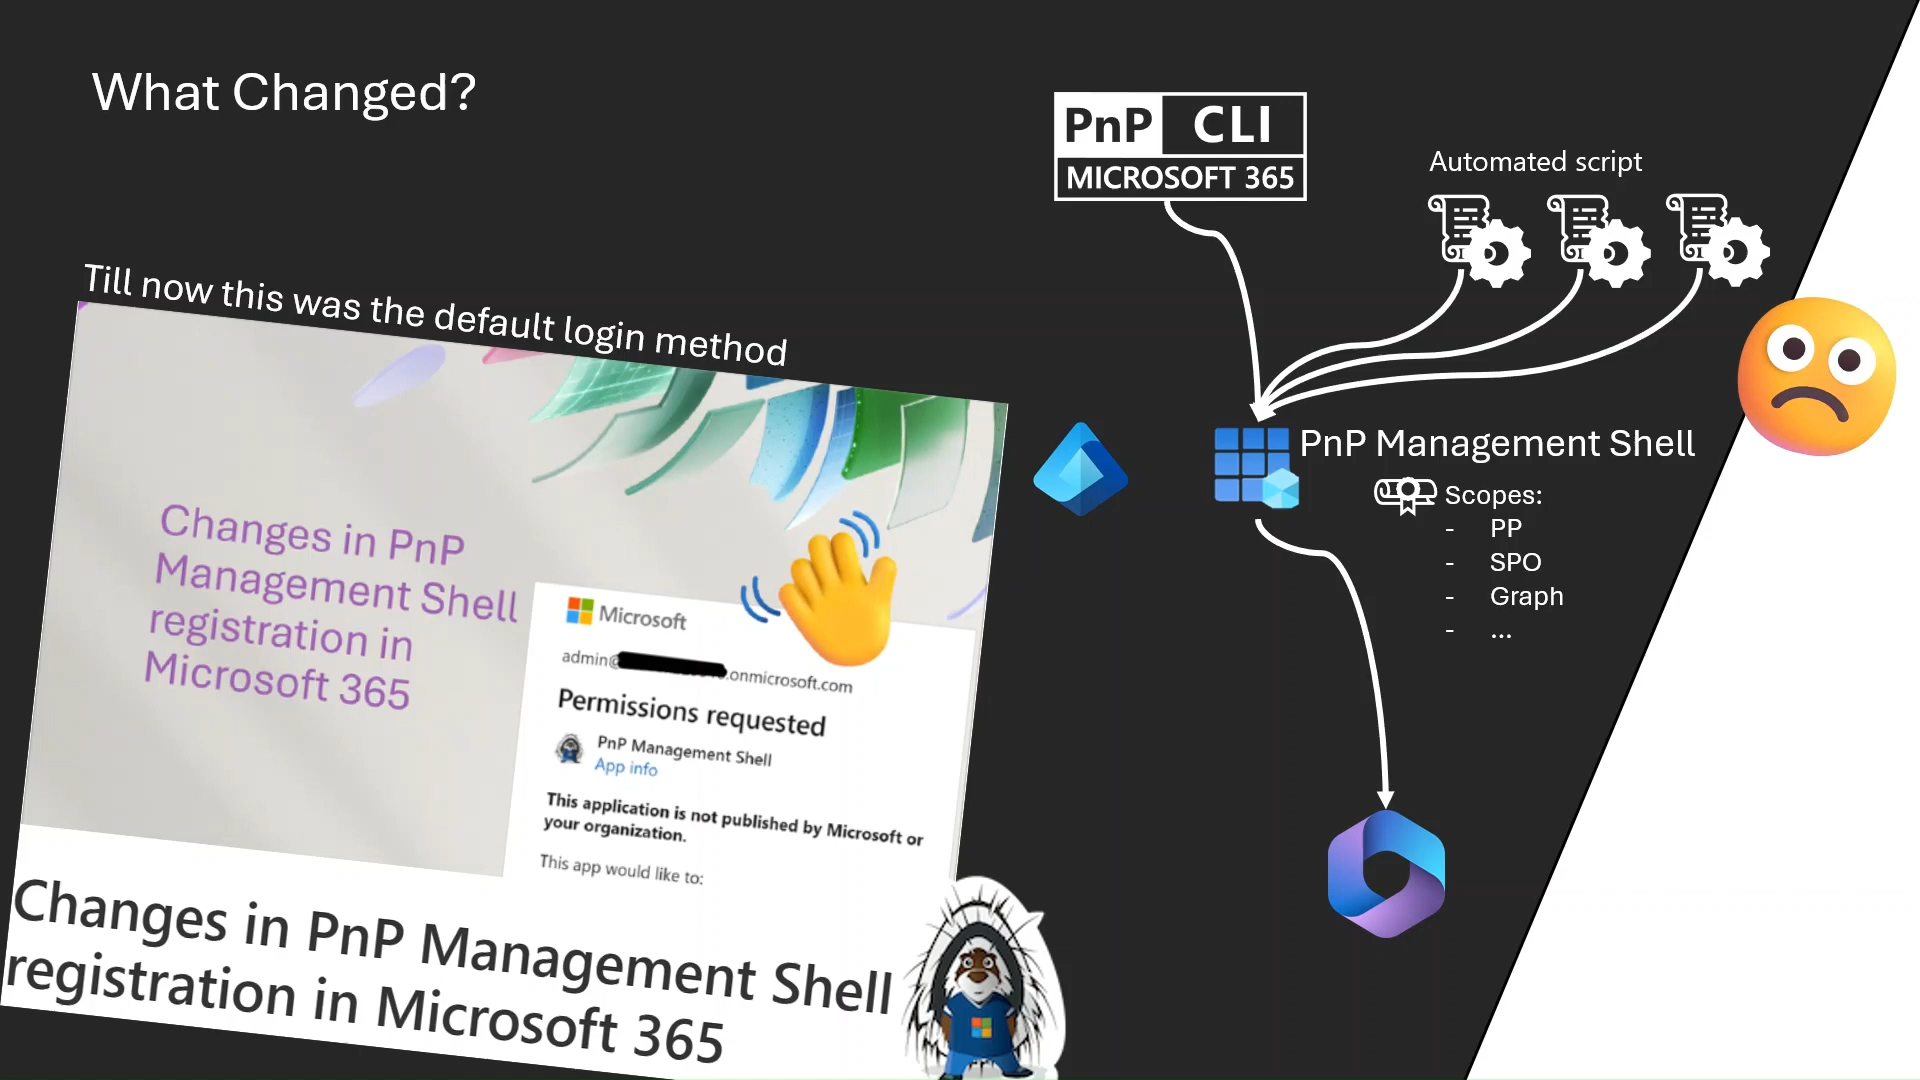 What Changed?
Till now this was the default login method
Changes in PnP
Management Shell
registration in
Microsoft 365
Microsoft
admin@
.onmicrosoft.com
Permissions requested
PnP Management Shell
App info
This application is not published by Microsoft or
your organization.
This app would like to:
Changes in PnP Management Shell
registration in Microsoft 365
PnP CLI
MICROSOFT 365
Automated script
PnP Management Shell
Scopes:
- PP
- SPO
- Graph
- ...